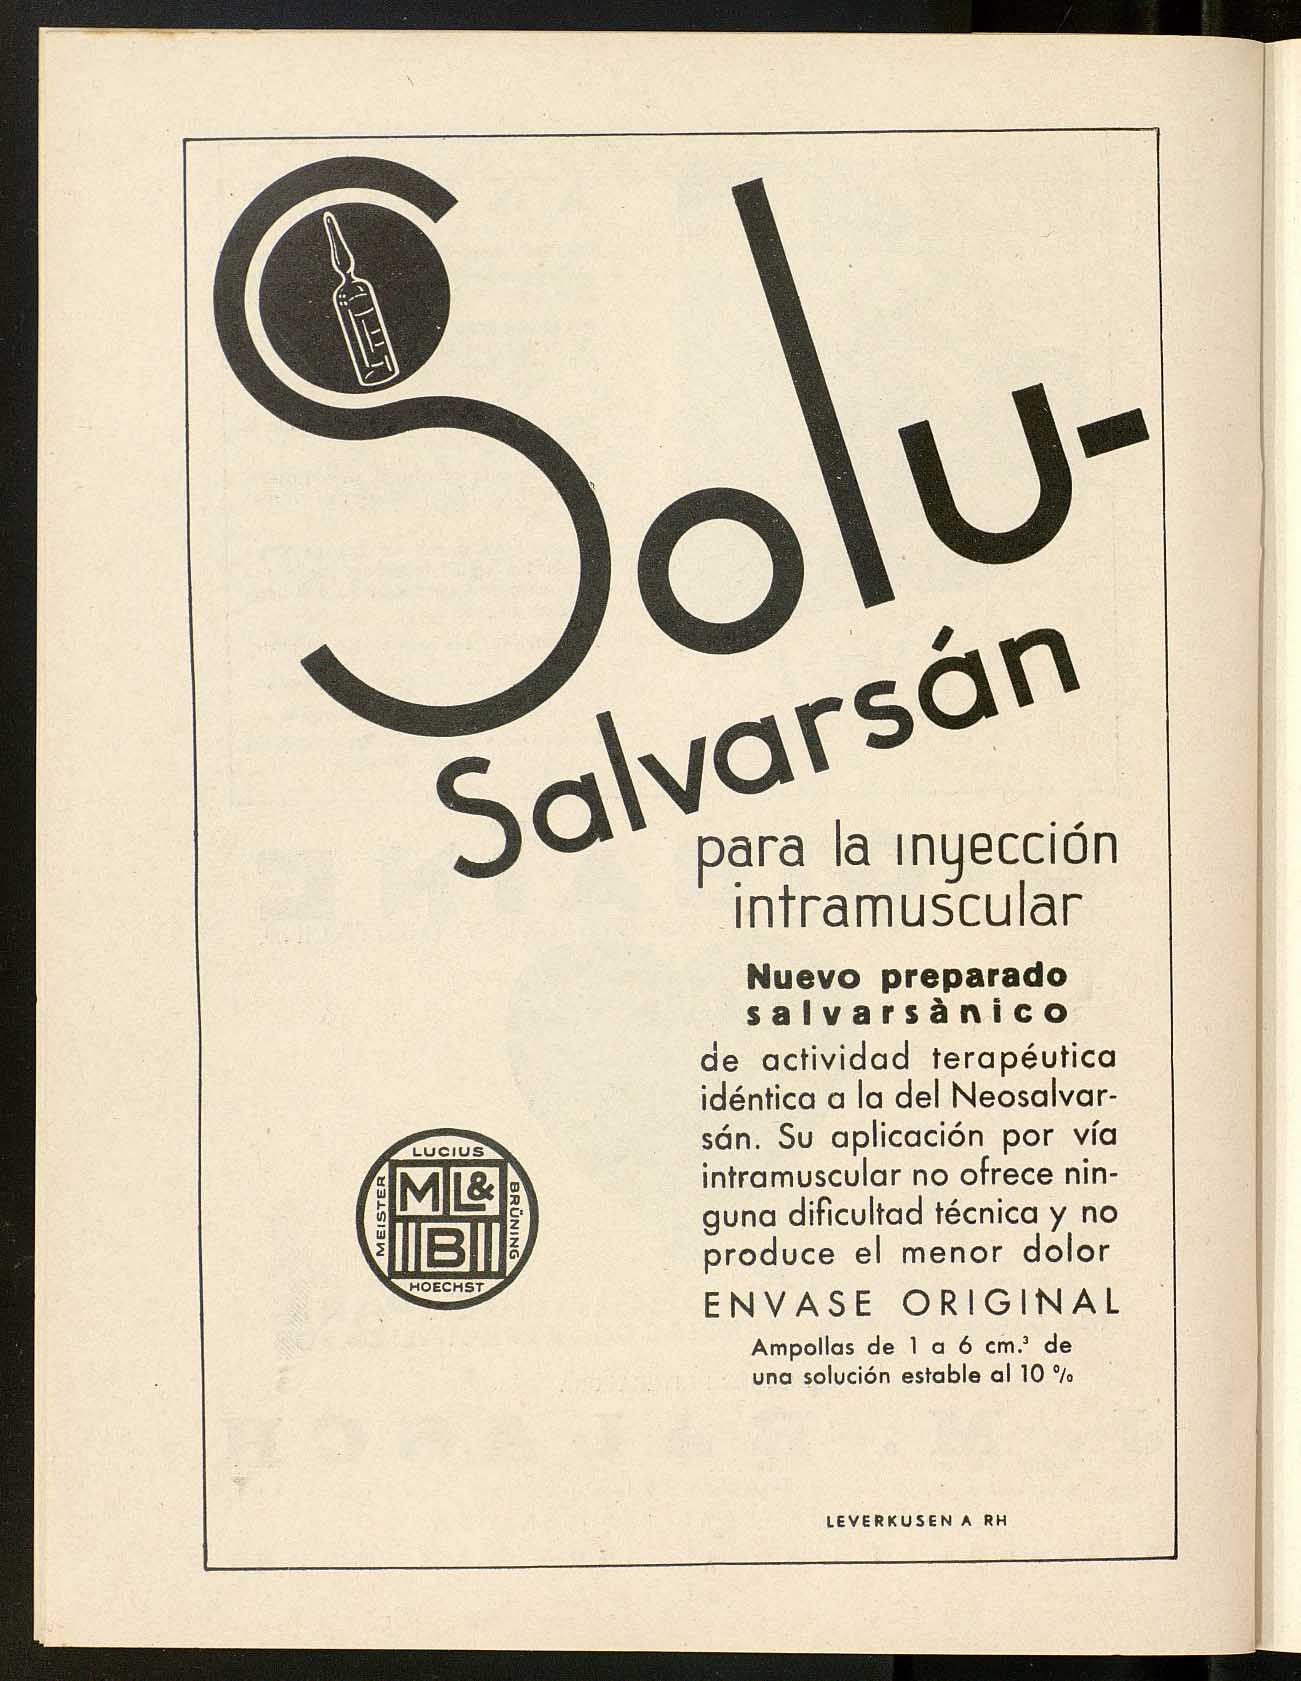 Solu-
Salvarsán
para la inyección
intramuscular
Nuevo preparado
salvarsànico
de actividad terapéutica
idéntica a la del Neosalvar-
sán. Su aplicación por vía
intramuscular no ofrece nin-
guna dificultad técnica y no
produce el menor dolor
ENVASE ORIGINAL
Ampollas de 1 a 6 cm.³ de
una solución estable al 10 %
LUCIUS
MEISTER
BRÜNING
ML&
B
HOECHST
LEVERKUSEN A RH